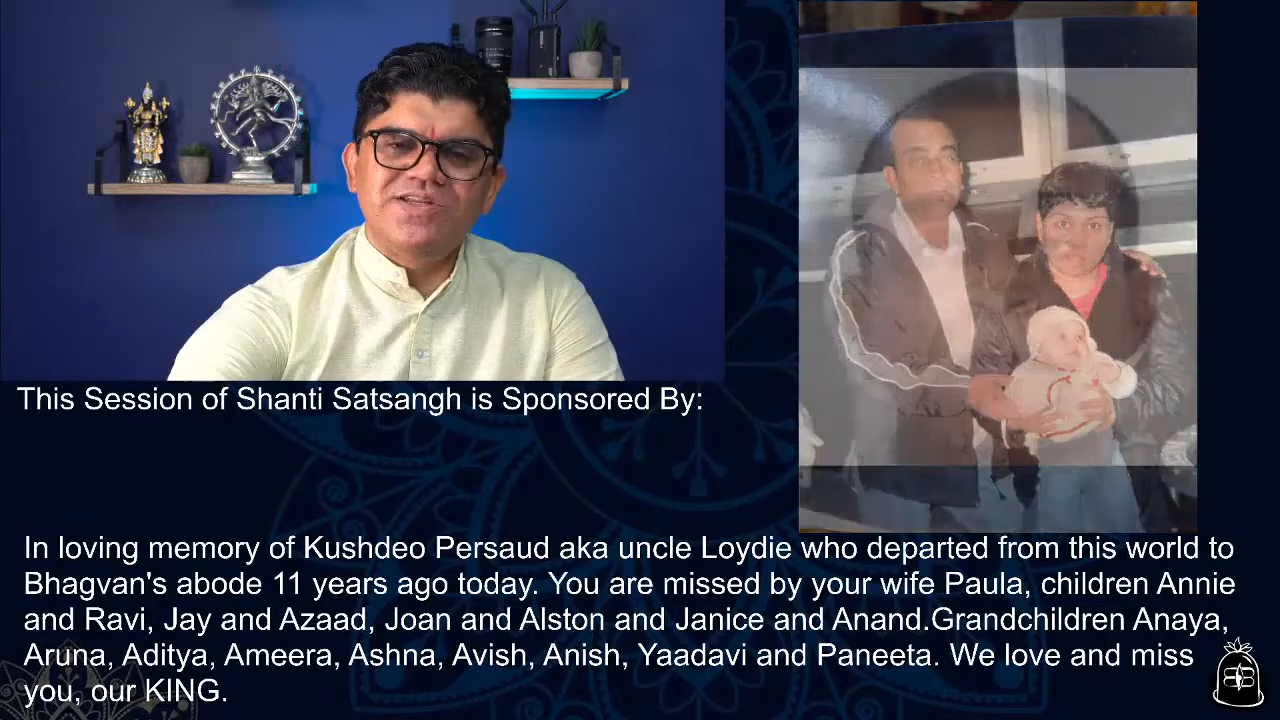 This Session of Shanti Satsangh is Sponsored By:
In loving memory of Kushdeo Persaud aka uncle Loydie who departed from this world to
Bhagvan's abode 11 years ago today. You are missed by your wife Paula, children Annie
and Ravi, Jay and Azaad, Joan and Alston and Janice and Anand.Grandchildren Anaya,
Aruna, Aditya, Ameera, Ashna, Avish, Anish, Yaadavi and Paneeta. We love and miss
you, our KING.